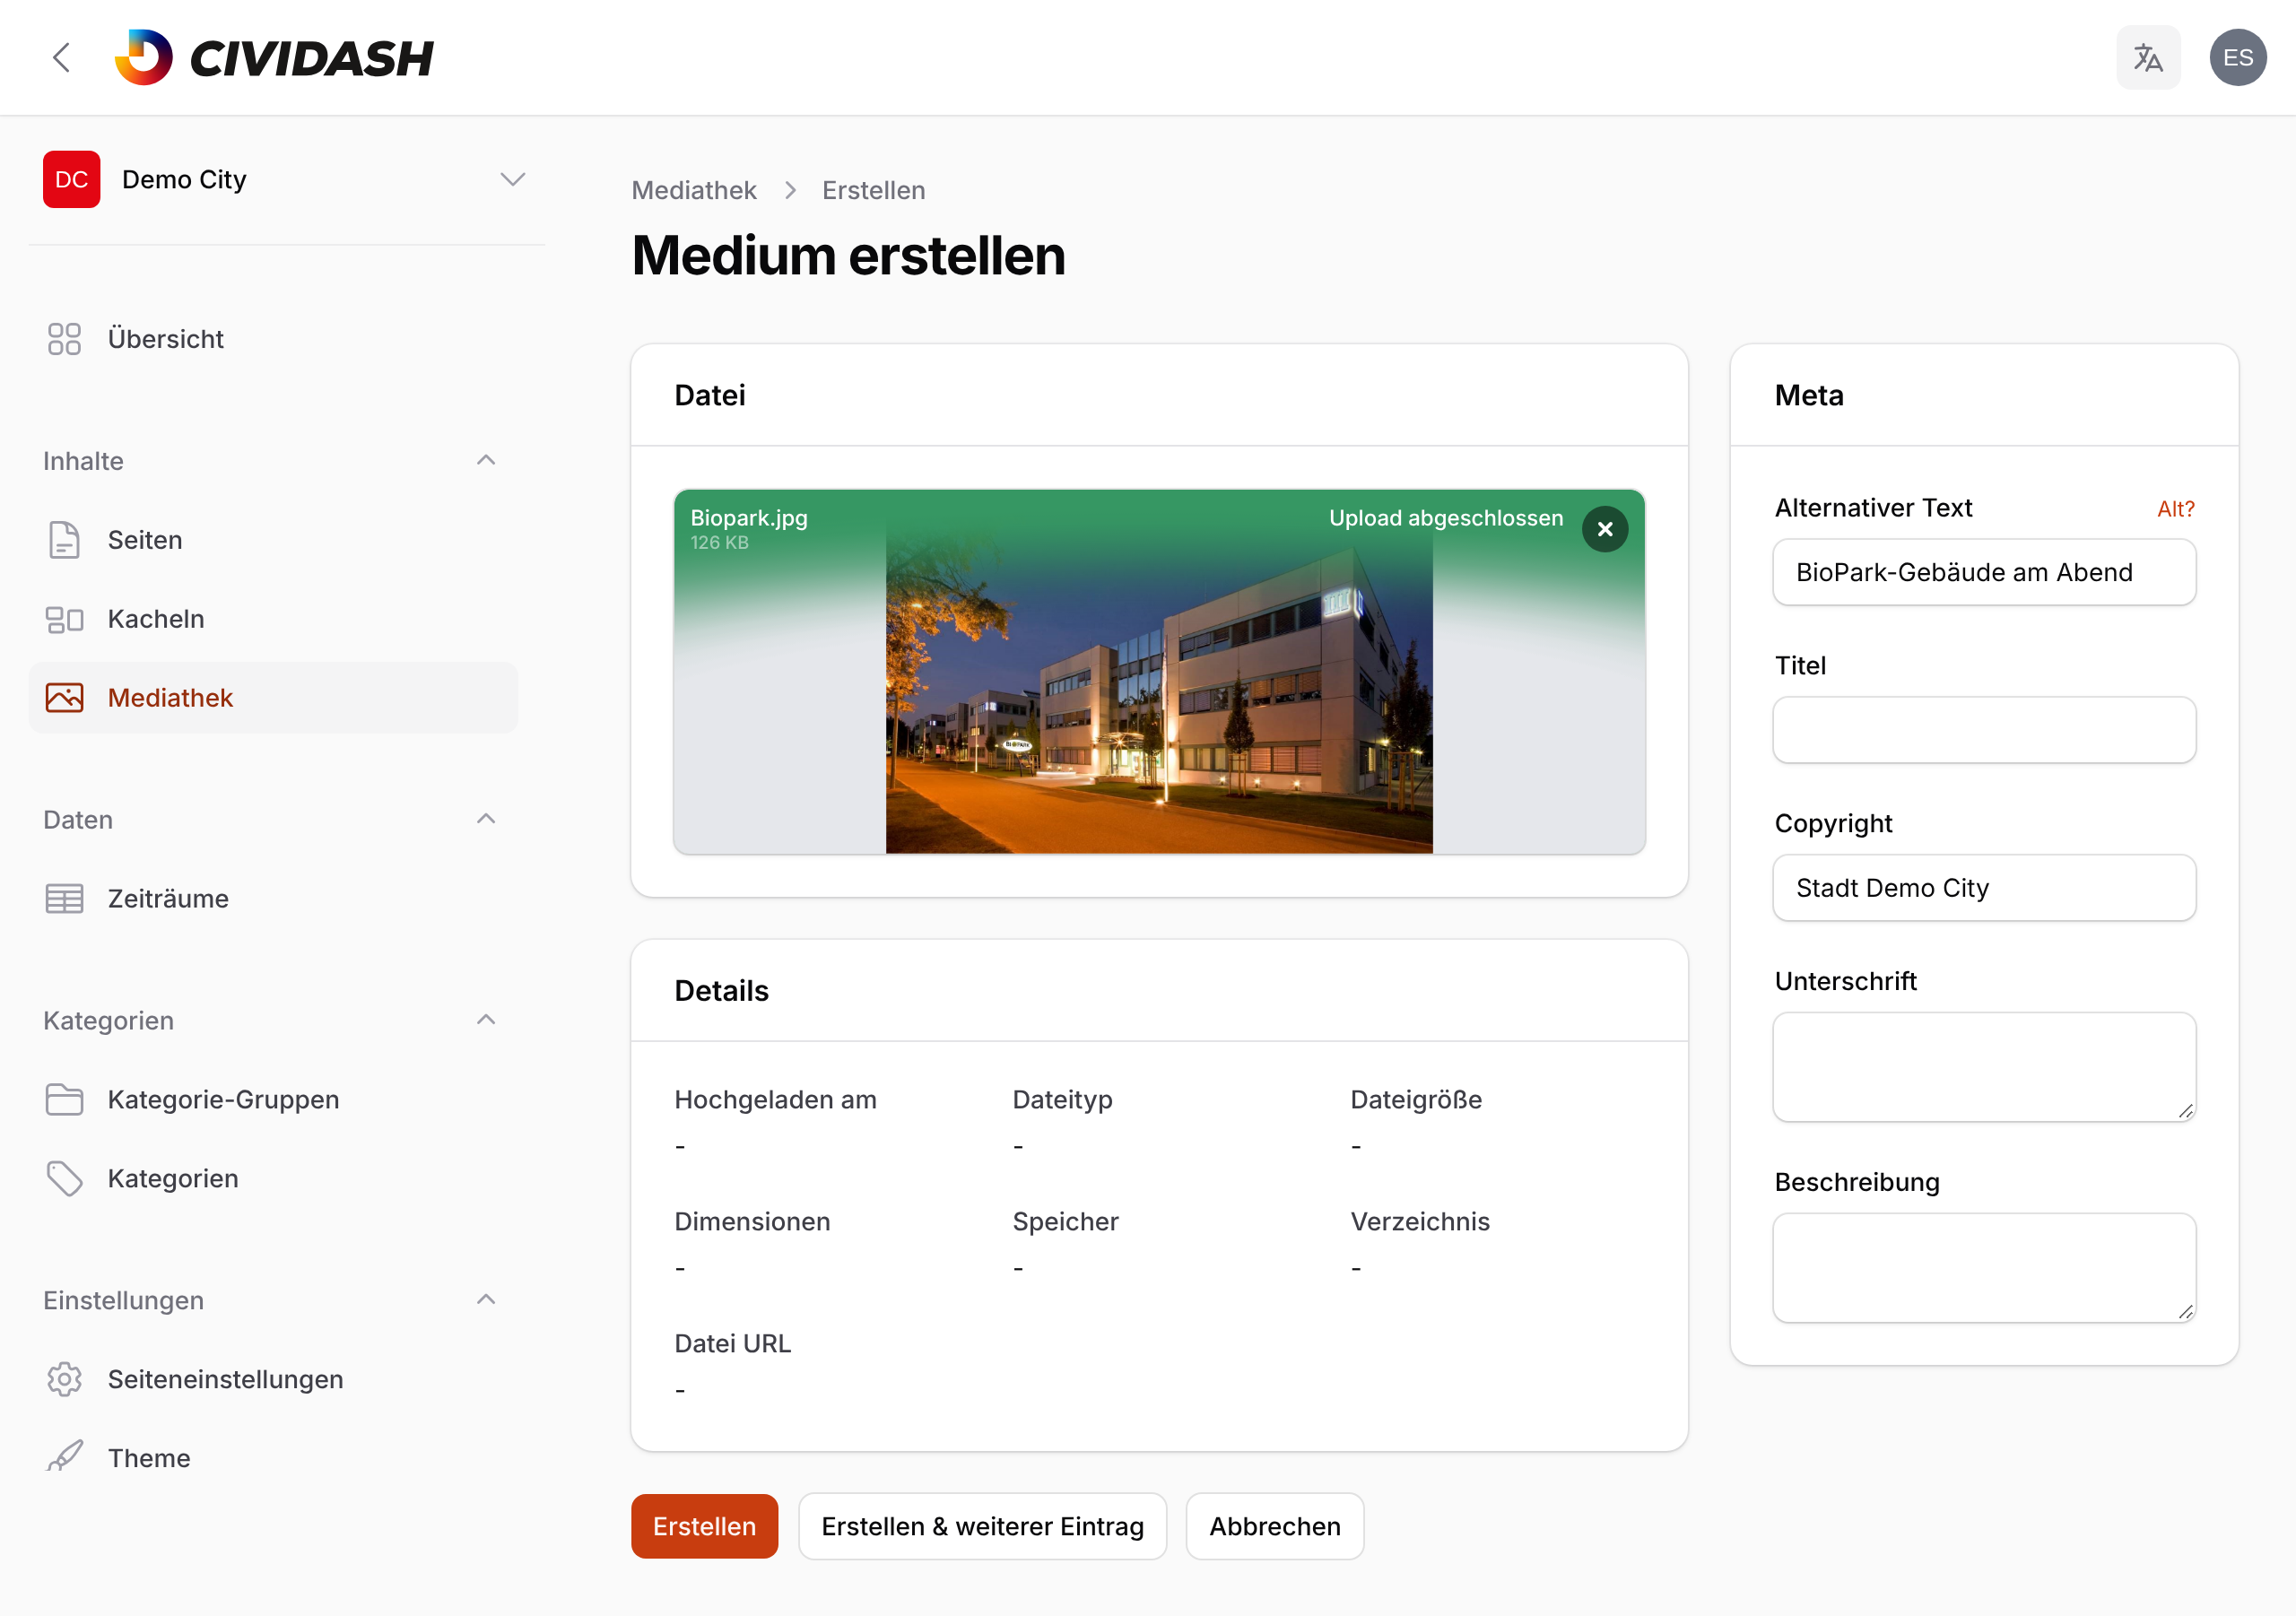 CIVIDASH
ES
DC
Demo City
Übersicht
Inhalte
Seiten
Kacheln
Mediathek
Daten
Zeiträume
Kategorien
Kategorie-Gruppen
Kategorien
Einstellungen
Seiteneinstellungen
Theme
Mediathek > Erstellen
Medium erstellen
Datei
Biopark.jpg
126 KB
Upload abgeschlossen
BIOPARK
Details
Hochgeladen am
-
Dateityp
-
Dateigröße
-
Dimensionen
-
Speicher
-
Verzeichnis
-
Datei URL
-
Erstellen
Erstellen & weiterer Eintrag
Abbrechen
Meta
Alternativer Text
Alt?
BioPark-Gebäude am Abend
Titel
Copyright
Stadt Demo City
Unterschrift
Beschreibung